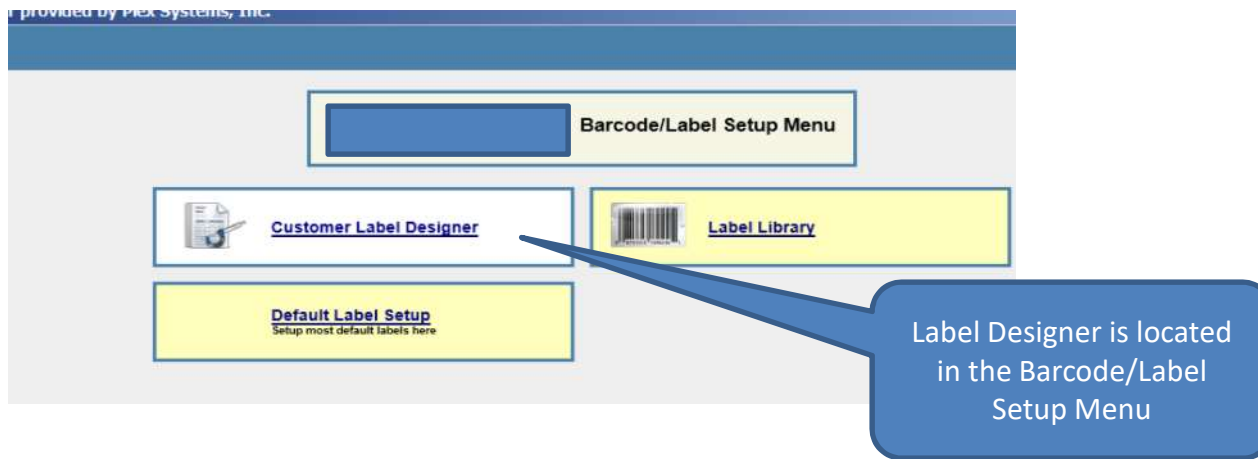 provided by Plex Systems, Inc.
Barcode/Label Setup Menu
Customer Label Designer
Label Library
Default Label Setup
Setup most default labels here
Label Designer is located
in the Barcode/Label
Setup Menu